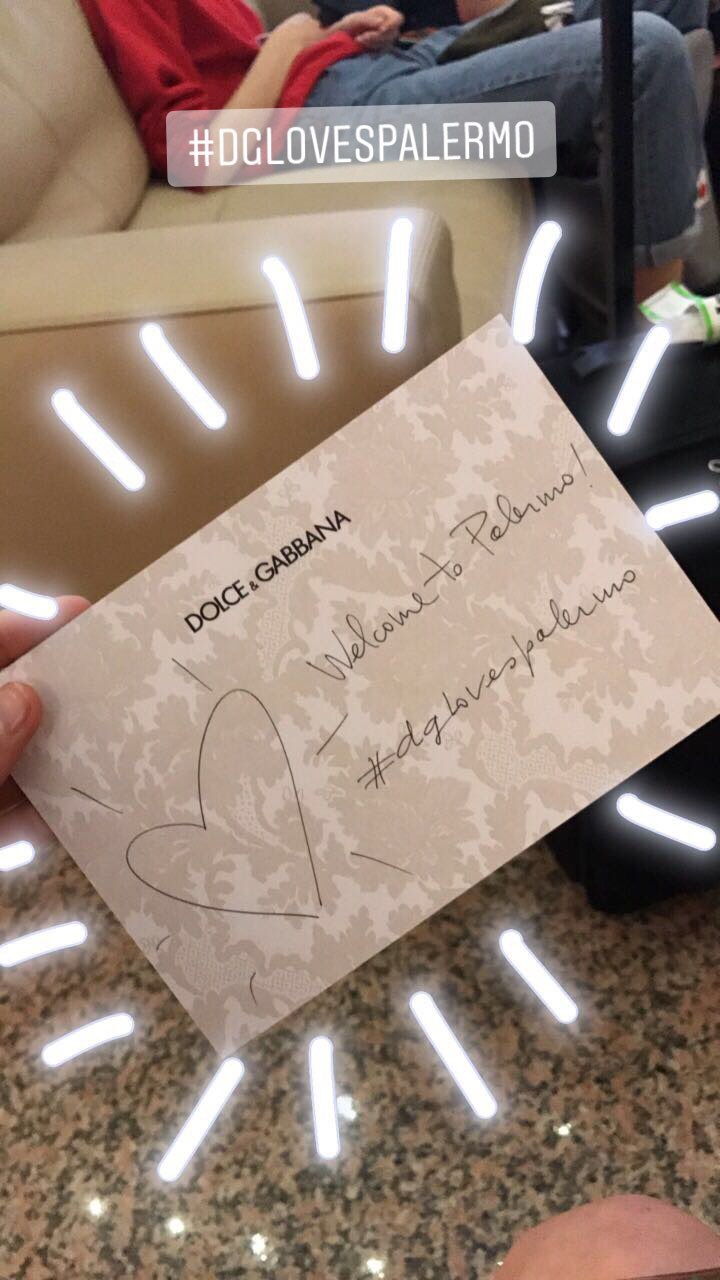 #DGLOVESPALERMO
DOLCE & GABBANA
Welcome to Palermo!
#dglovespalermo